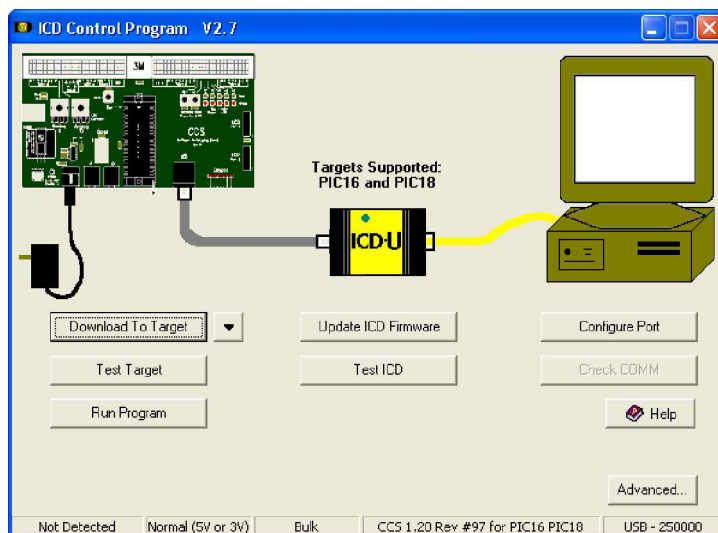 ICD Control Program V2.7
3M
CCS
Targets Supported:
PIC16 and PIC18
ICD-U
Download To Target
Update ICD Firmware
Configure Port
Test Target
Test ICD
Check COMM
Run Program
Help
Advanced...
Not Detected
Normal (5V or 3V)
Bulk
CCS 1.20 Rev #97 for PIC16 PIC18
USB - 250000